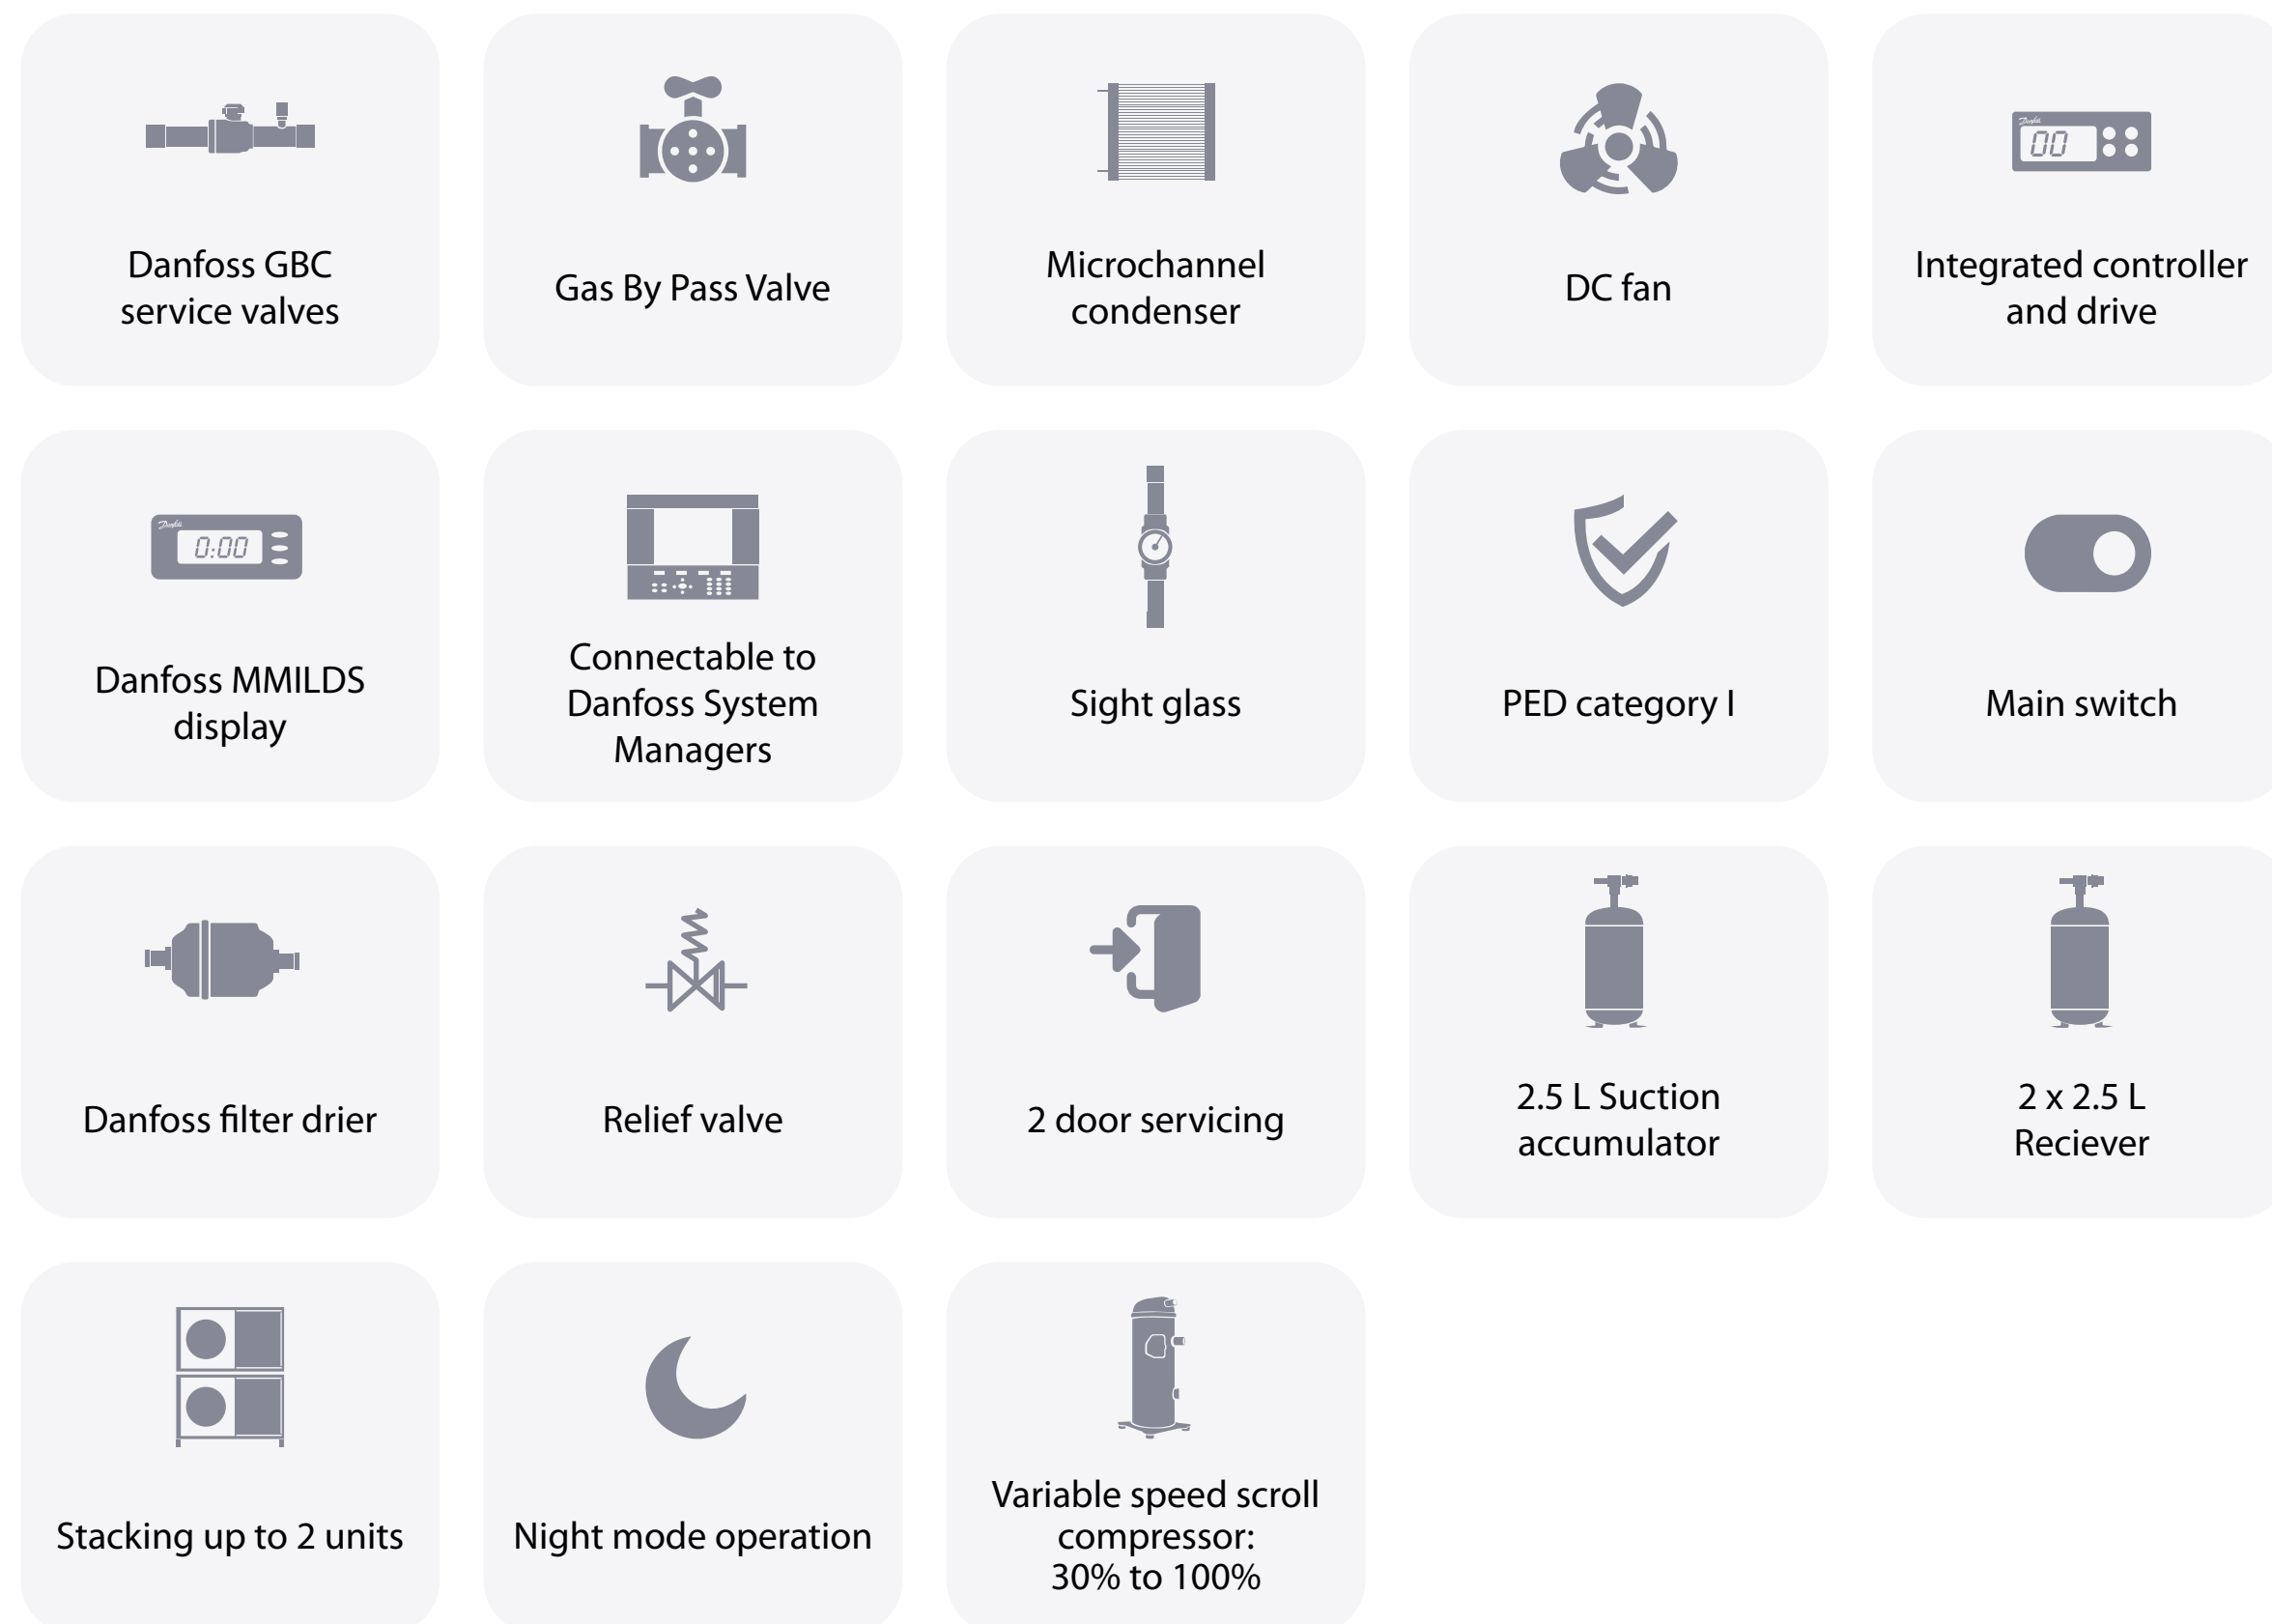 Danfoss GBC
service valves
Gas By Pass Valve
Microchannel
condenser
DC fan
Danfoss
00
Integrated controller
and drive
Danfoss
0:00
Danfoss MMILDS
display
Connectable to
Danfoss System
Managers
Sight glass
PED category I
Main switch
Danfoss filter drier
Relief valve
2 door servicing
2.5 L Suction
accumulator
2 x 2.5 L
Reciever
Stacking up to 2 units
Night mode operation
Variable speed scroll
compressor:
30% to 100%